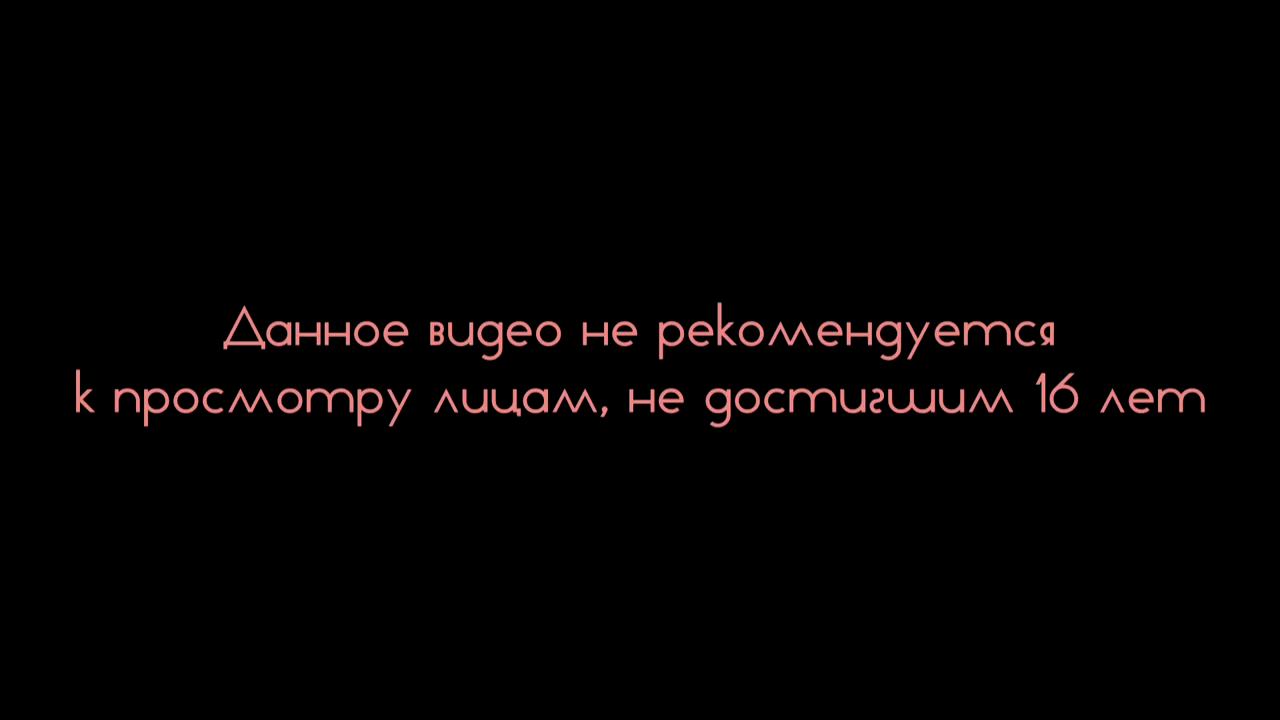 Данное видео не рекомендуется
к просмотру лицам, не достигшим 16 лет